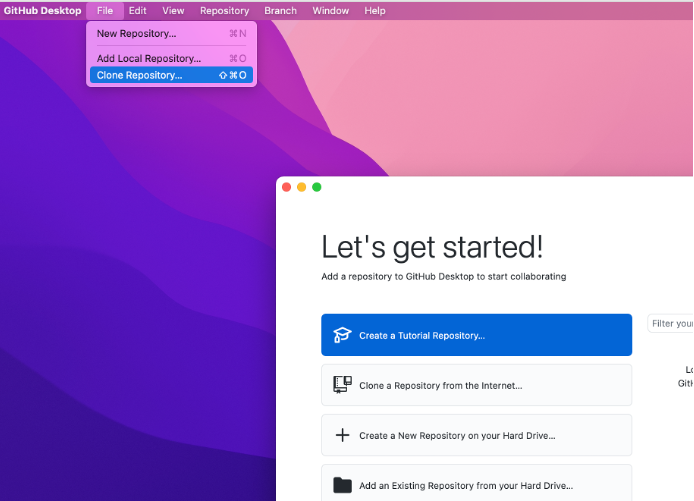 GitHub Desktop File Edit View Repository Branch Window Help
New Repository... ⌘N
Add Local Repository... ⌘O
Clone Repository... ⇧⌘O
Let's get started!
Add a repository to GitHub Desktop to start collaborating
Create a Tutorial Repository...
Filter your
Clone a Repository from the Internet...
Lo
GitH
Create a New Repository on your Hard Drive...
Add an Existing Repository from your Hard Drive...